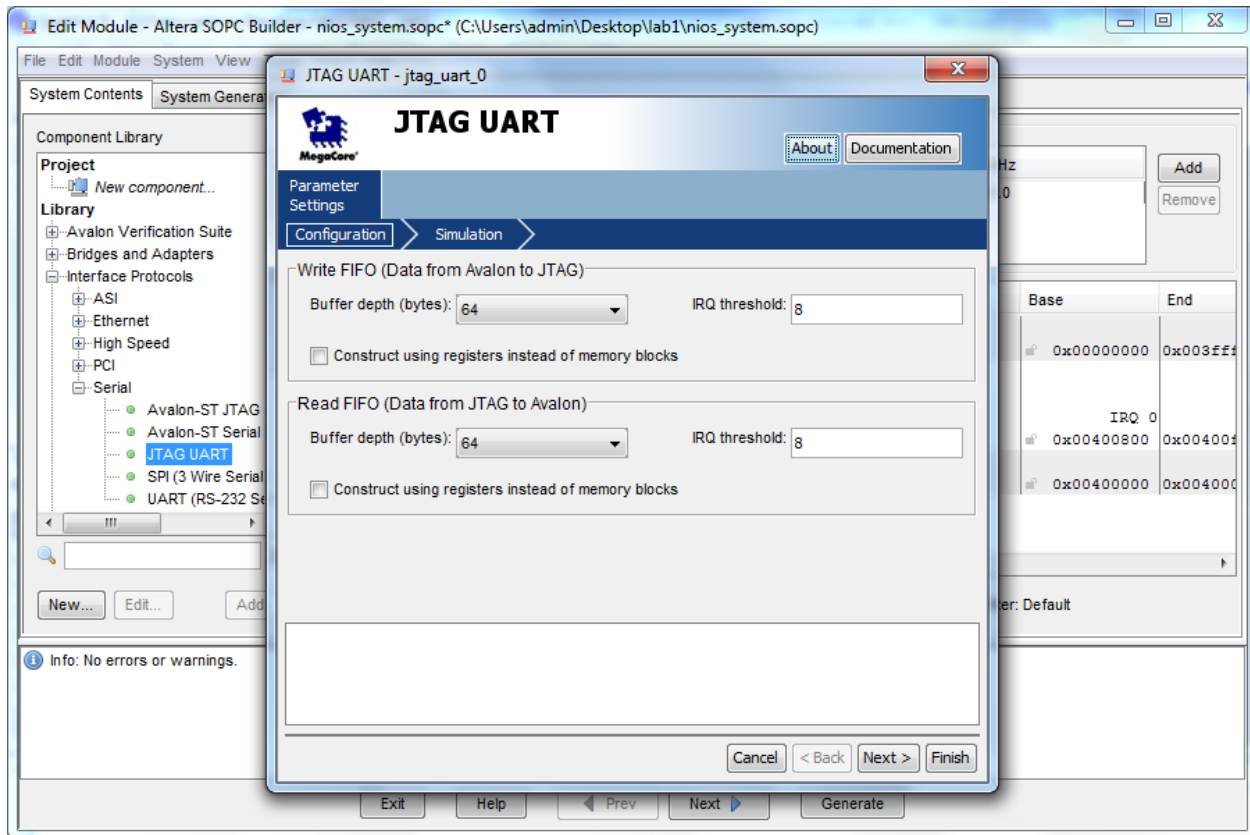 Edit Module - Altera SOPC Builder - nios_system.sopc* (C:\Users\admin\Desktop\lab1\nios_system.sopc)
File Edit Module System View
System Contents System Genera
Component Library
Project
New component...
Library
Avalon Verification Suite
Bridges and Adapters
Interface Protocols
ASI
Ethernet
High Speed
PCI
Serial
Avalon-ST JTAG
Avalon-ST Serial
JTAG UART
SPI (3 Wire Serial
UART (RS-232 Se
New... Edit... Add
Info: No errors or warnings.
JTAG UART - jtag_uart_0
MegaCore®
JTAG UART
About Documentation
Parameter
Settings
Configuration Simulation
Write FIFO (Data from Avalon to JTAG)
Buffer depth (bytes): 64 IRQ threshold: 8
Construct using registers instead of memory blocks
Read FIFO (Data from JTAG to Avalon)
Buffer depth (bytes): 64 IRQ threshold: 8
Construct using registers instead of memory blocks
Cancel < Back Next > Finish
Hz
.0
Add
Remove
Base End
0x00000000 0x003fff
IRQ 0
0x00400800 0x00400f
0x00400000 0x004000
er: Default
Exit Help Prev Next Generate